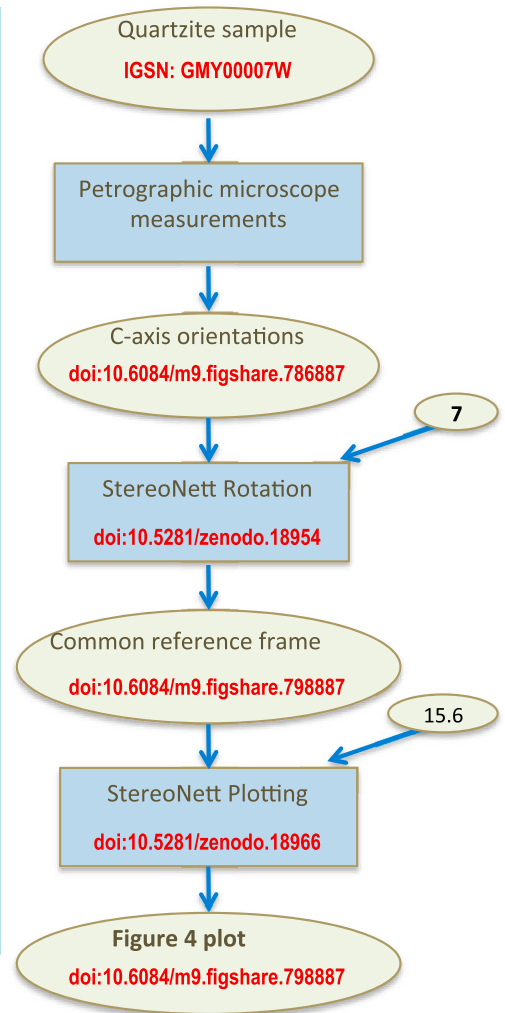 Quartzite sample
IGSN: GMY00007W
Petrographic microscope
measurements
C-axis orientations
doi:10.6084/m9.figshare.786887
7
StereoNett Rotation
doi:10.5281/zenodo.18954
Common reference frame
doi:10.6084/m9.figshare.798887
15.6
StereoNett Plotting
doi:10.5281/zenodo.18966
Figure 4 plot
doi:10.6084/m9.figshare.798887